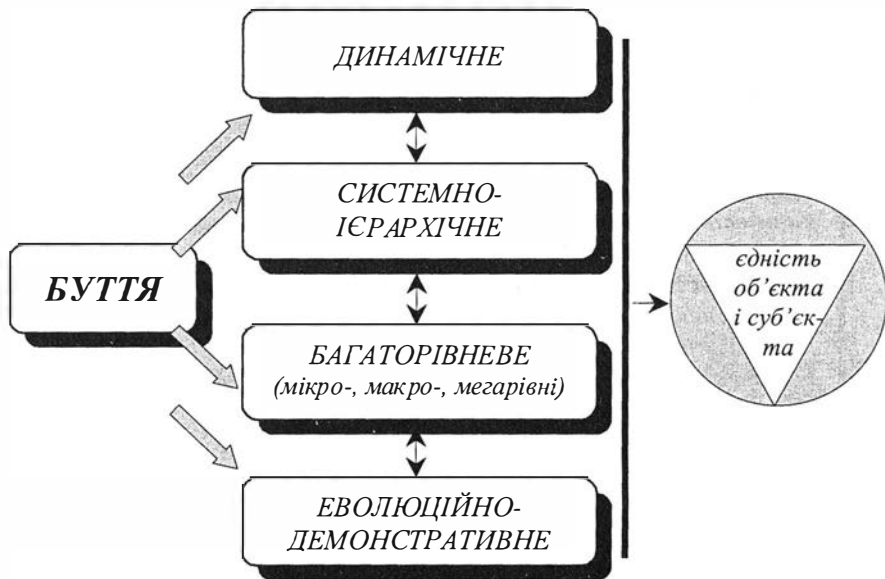 ДИНАМІЧНЕ
СИСТЕМНО-
ІЄРАРХІЧНЕ
БУТТЯ
БАГАТОРІВНЕВЕ
(мікро-, макро-, мегарівні)
ЕВОЛЮЦІЙНО-
ДЕМОНСТРАТИВНЕ
єдність
об’єкта
і суб’єк-
та